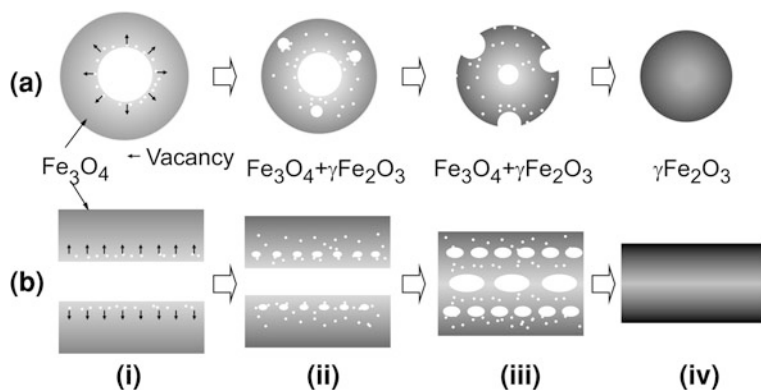 (a)
Fe₃O₄
← Vacancy
Fe₃O₄+γFe₂O₃
Fe₃O₄+γFe₂O₃
γFe₂O₃
(b)
(i)
(ii)
(iii)
(iv)